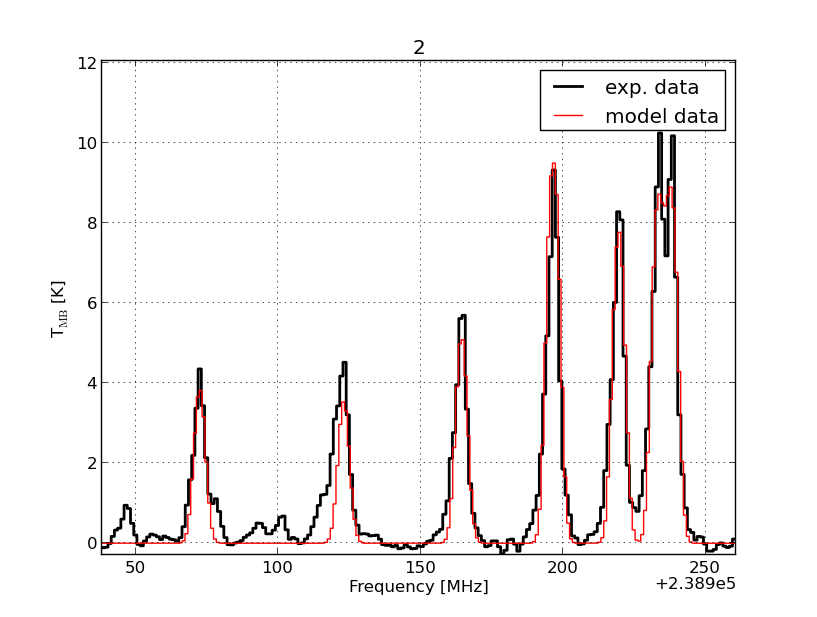 2
exp. data
model data
12
10
8
6
4
2
0
T_MB [K]
50
100
150
200
250
+2.389e5
Frequency [MHz]